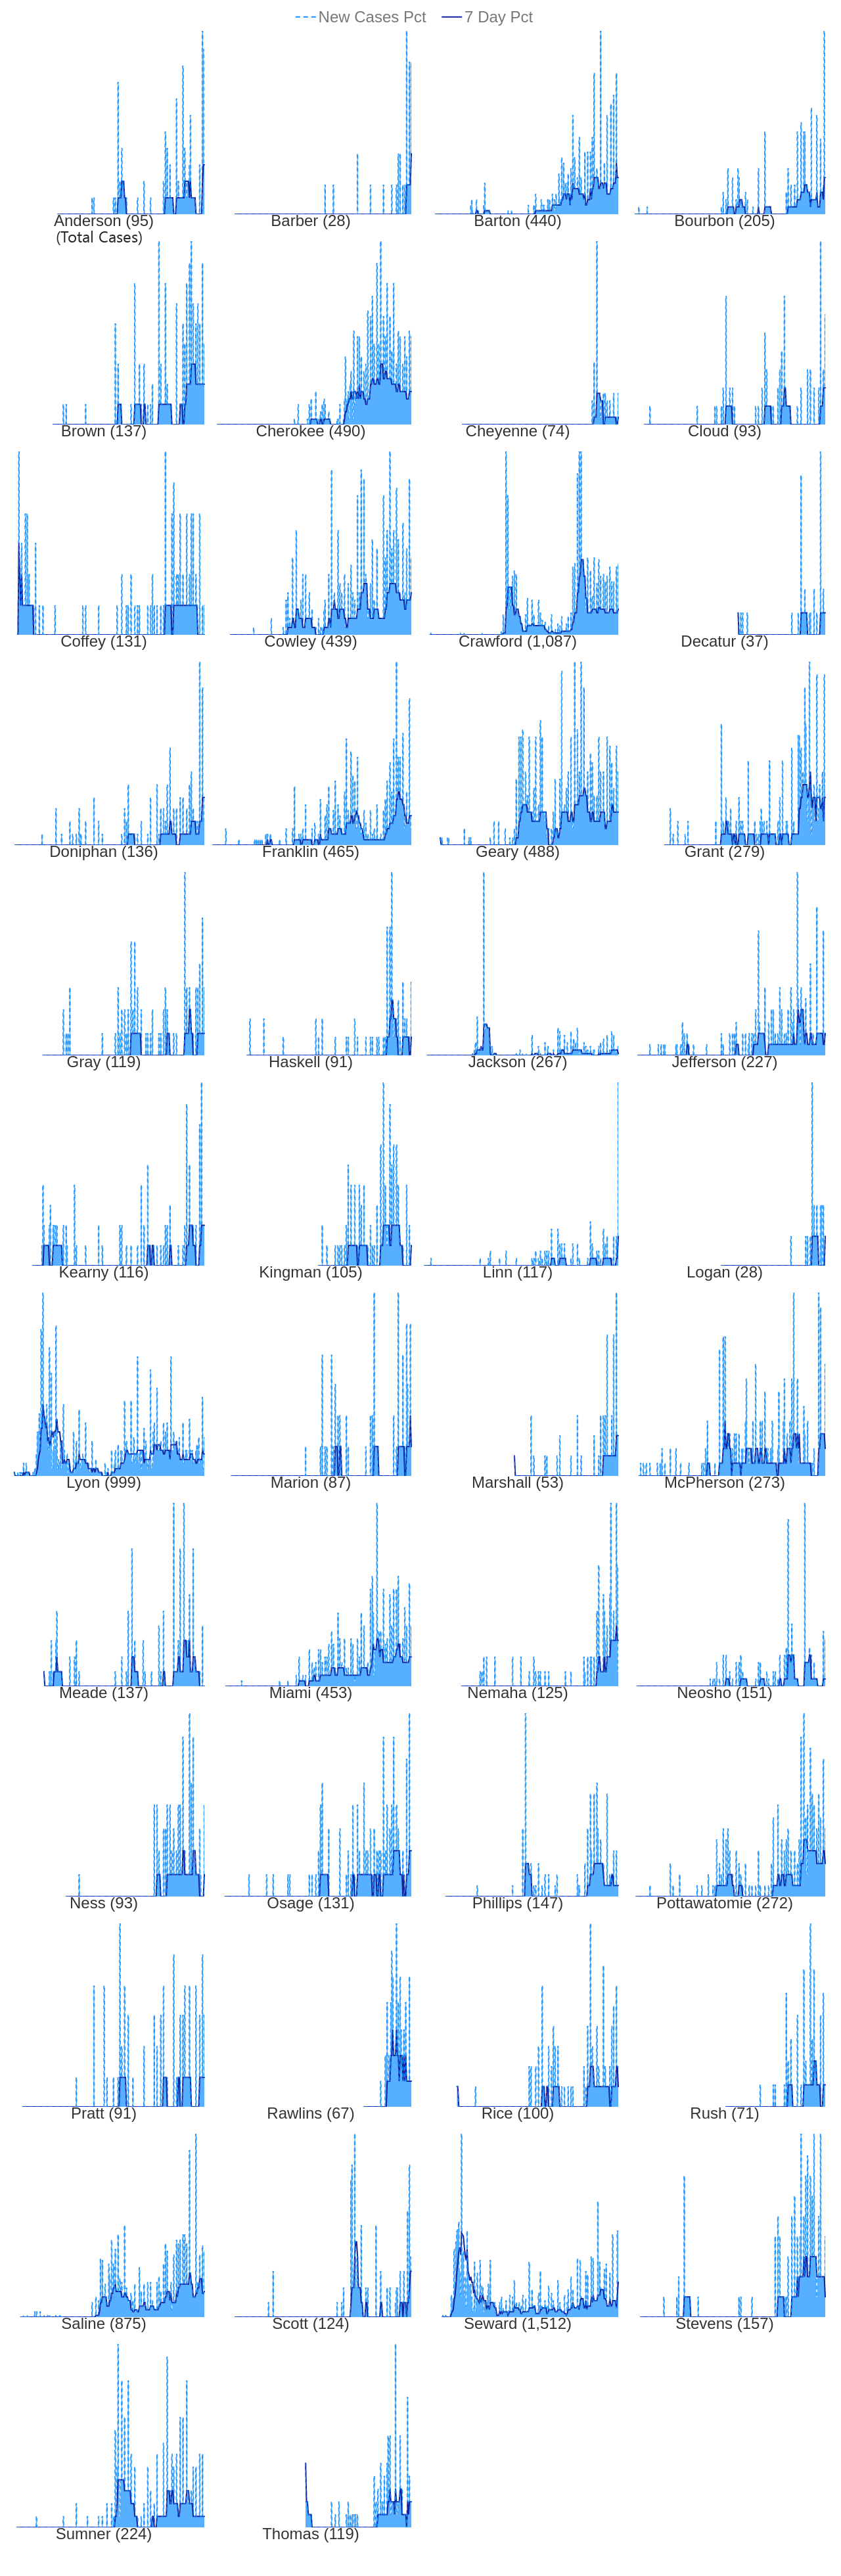 New Cases Pct 7 Day Pct
Anderson (95) Barber (28) Barton (440) Bourbon (205)
(Total Cases)
Brown (137) Cherokee (490) Cheyenne (74) Cloud (93)
Coffey (131) Cowley (439) Crawford (1,087) Decatur (37)
Doniphan (136) Franklin (465) Geary (488) Grant (279)
Gray (119) Haskell (91) Jackson (267) Jefferson (227)
Kearny (116) Kingman (105) Linn (117) Logan (28)
Lyon (999) Marion (87) Marshall (53) McPherson (273)
Meade (137) Miami (453) Nemaha (125) Neosho (151)
Ness (93) Osage (131) Phillips (147) Pottawatomie (272)
Pratt (91) Rawlins (67) Rice (100) Rush (71)
Saline (875) Scott (124) Seward (1,512) Stevens (157)
Sumner (224) Thomas (119)